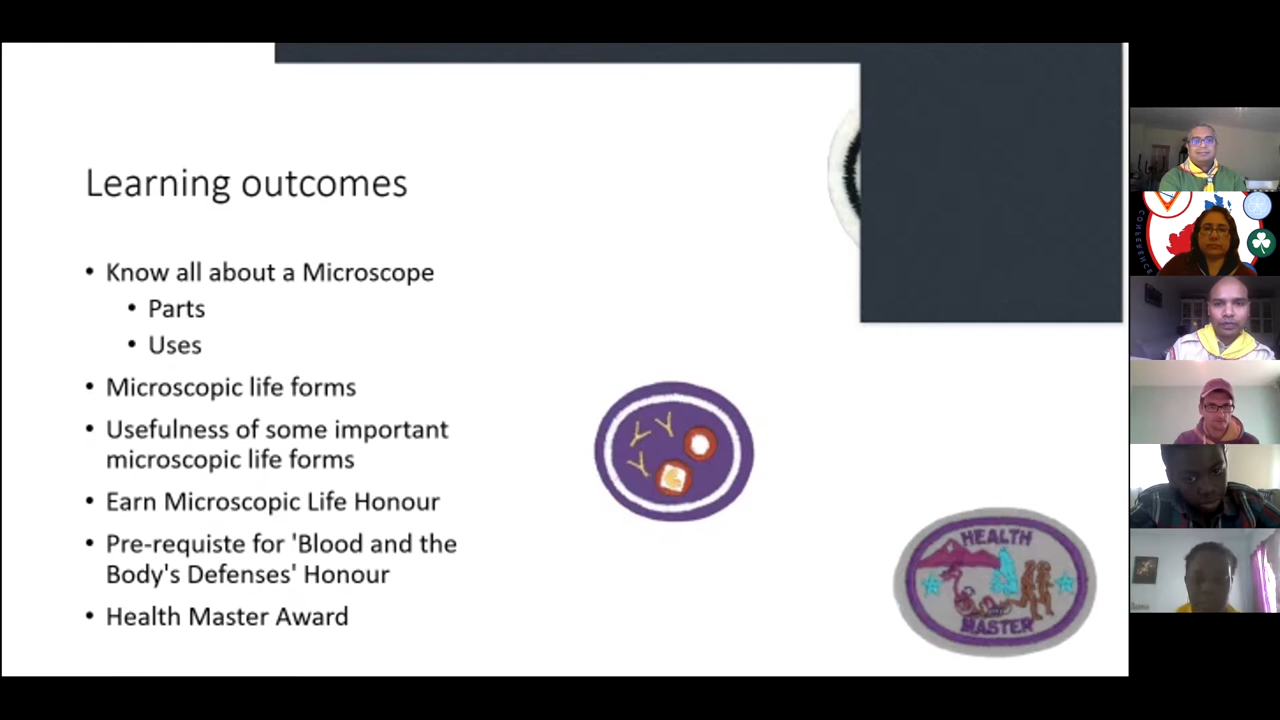 Learning outcomes
• Know all about a Microscope
• Parts
• Uses
• Microscopic life forms
• Usefulness of some important
microscopic life forms
• Earn Microscopic Life Honour
• Pre-requiste for 'Blood and the
Body's Defenses' Honour
• Health Master Award
HEALTH
MASTER
CONFERENCE